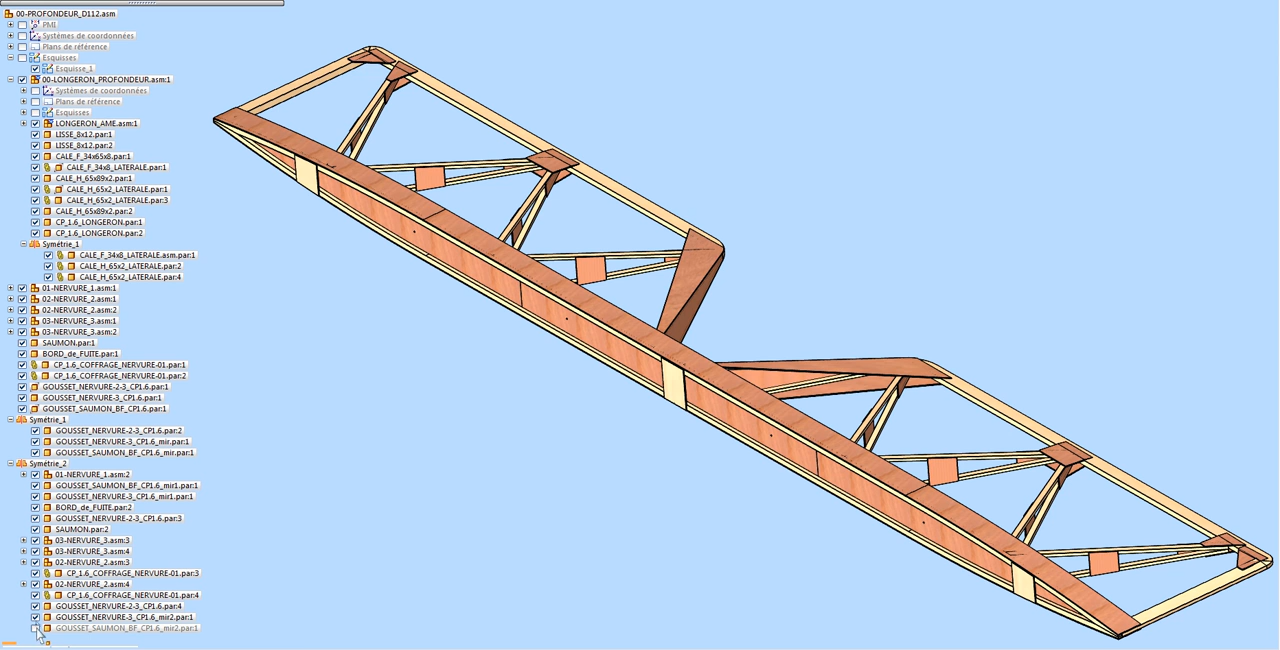 00-PROFONDEUR_D112.asm
PMI
Systèmes de coordonnées
Plans de référence
Esquisses
Esquisse_1
00-LONGERON_PROFONDEUR.asm:1
Systèmes de coordonnées
Plans de référence
Esquisses
LONGERON_AME.asm:1
LISSE_8x12.par:1
LISSE_8x12.par:2
CALE_F_34x65x8.par:1
CALE_F_34x8_LATERALE.par:1
CALE_H_65x89x2.par:1
CALE_H_65x2_LATERALE.par:1
CALE_H_65x2_LATERALE.par:3
CALE_H_65x89x2.par:2
CP_1.6_LONGERON.par:1
CP_1.6_LONGERON.par:2
Symétrie_1
CALE_F_34x8_LATERALE.asm.par:1
CALE_H_65x2_LATERALE.par:2
CALE_H_65x2_LATERALE.par:4
01-NERVURE_1.asm:1
02-NERVURE_2.asm:1
02-NERVURE_2.asm:2
03-NERVURE_3.asm:1
03-NERVURE_3.asm:2
SAUMON.par:1
BORD_de_FUITE.par:1
CP_1.6_COFFRAGE_NERVURE-01.par:1
CP_1.6_COFFRAGE_NERVURE-01.par:2
GOUSSET_NERVURE-2-3_CP1.6.par:1
GOUSSET_NERVURE-3_CP1.6.par:1
GOUSSET_SAUMON_BF_CP1.6.par:1
Symétrie_1
GOUSSET_NERVURE-2-3_CP1.6.par:2
GOUSSET_NERVURE-3_CP1.6_mir.par:1
GOUSSET_SAUMON_BF_CP1.6_mir.par:1
Symétrie_2
01-NERVURE_1.asm:2
GOUSSET_SAUMON_BF_CP1.6_mir1.par:1
GOUSSET_NERVURE-3_CP1.6_mir1.par:1
BORD_de_FUITE.par:2
GOUSSET_NERVURE-2-3_CP1.6.par:3
SAUMON.par:2
03-NERVURE_3.asm:3
03-NERVURE_3.asm:4
02-NERVURE_2.asm:3
CP_1.6_COFFRAGE_NERVURE-01.par:3
02-NERVURE_2.asm:4
CP_1.6_COFFRAGE_NERVURE-01.par:4
GOUSSET_NERVURE-2-3_CP1.6.par:4
GOUSSET_NERVURE-3_CP1.6_mir2.par:1
GOUSSET_SAUMON_BF_CP1.6_mir2.par:1